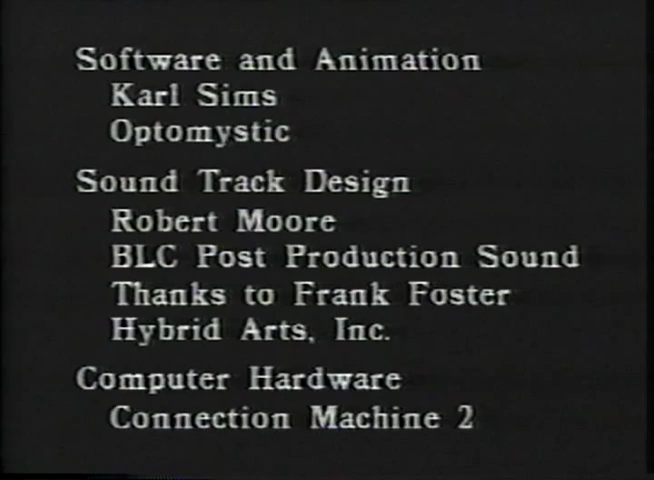 Software and Animation
Karl Sims
Optomystic
Sound Track Design
Robert Moore
BLC Post Production Sound
Thanks to Frank Foster
Hybrid Arts, Inc.
Computer Hardware
Connection Machine 2